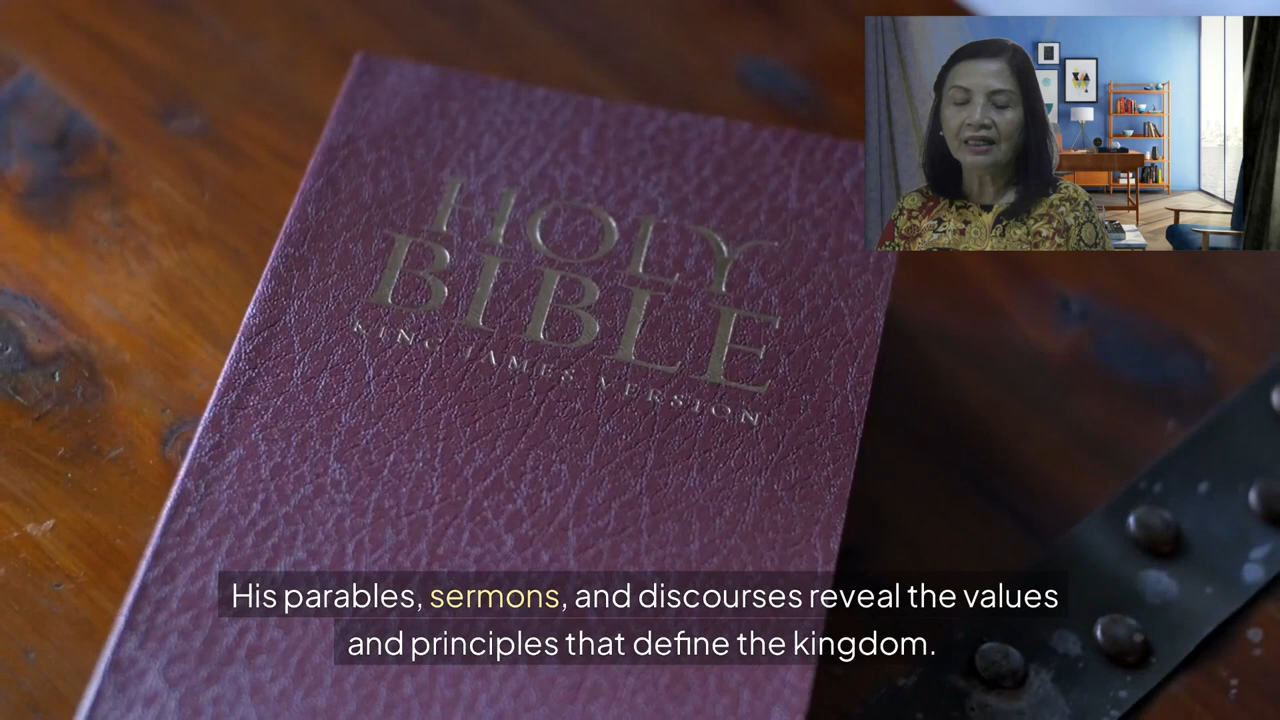 HOLY
BIBLE
KING JAMES VERSION
His parables, sermons, and discourses reveal the values
and principles that define the kingdom.